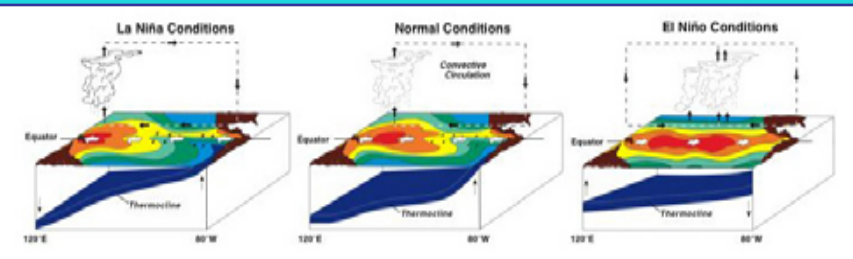 La Niña Conditions
Normal Conditions
El Niño Conditions
Convective
Circulation
Equator
Equator
Equator
Thermocline
Thermocline
Thermocline
120°E
80°W
120°E
80°W
120°E
80°W